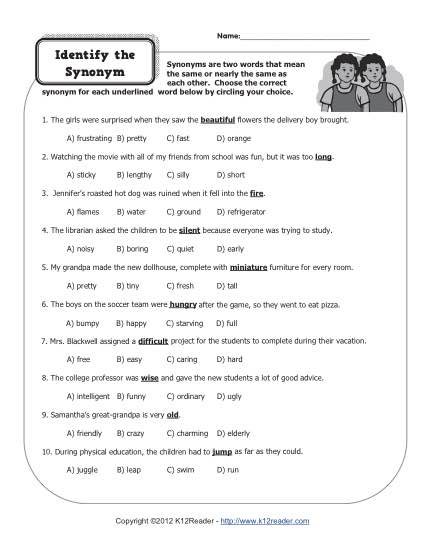 Name:______________________________
Identify the
Synonym
Synonyms are two words that mean
the same or nearly the same as
each other. Choose the correct
synonym for each underlined word below by circling your choice.
1. The girls were surprised when they saw the beautiful flowers the delivery boy brought.
A) frustrating B) pretty C) fast D) orange
2. Watching the movie with all of my friends from school was fun, but it was too long.
A) sticky B) lengthy C) silly D) short
3. Jennifer's roasted hot dog was ruined when it fell into the fire.
A) flames B) water C) ground D) refrigerator
4. The librarian asked the children to be silent because everyone was trying to study.
A) noisy B) boring C) quiet D) early
5. My grandpa made the new dollhouse, complete with miniature furniture for every room.
A) pretty B) tiny C) fresh D) tall
6. The boys on the soccer team were hungry after the game, so they went to eat pizza.
A) bumpy B) happy C) starving D) full
7. Mrs. Blackwell assigned a difficult project for the students to complete during their vacation.
A) free B) easy C) caring D) hard
8. The college professor was wise and gave the new students a lot of good advice.
A) intelligent B) funny C) ordinary D) ugly
9. Samantha's great-grandpa is very old.
A) friendly B) crazy C) charming D) elderly
10. During physical education, the children had to jump as far as they could.
A) juggle B) leap C) swim D) run
Copyright ©2012 K12Reader - http://www.k12reader.com